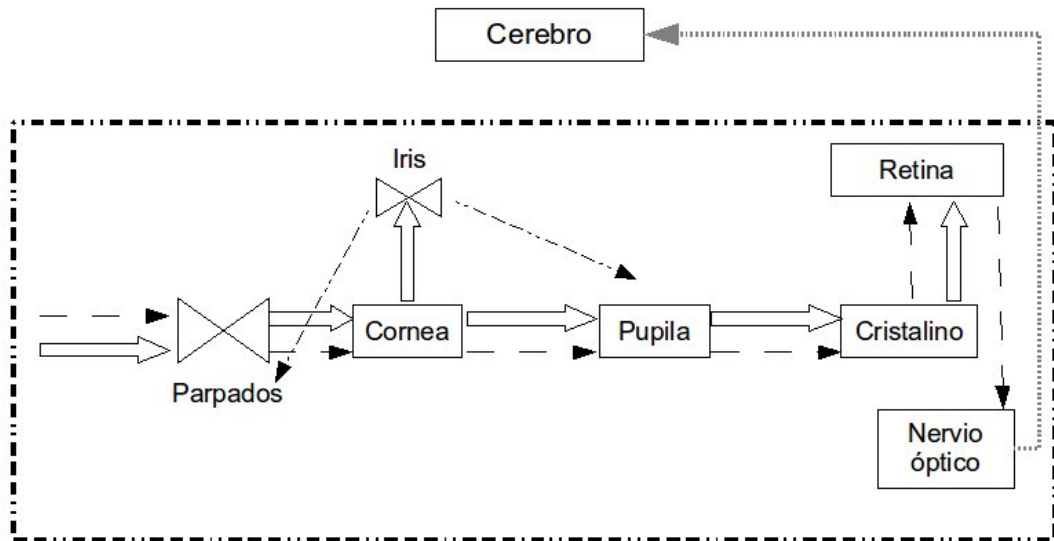 Cerebro
Iris
Retina
Cornea
Pupila
Cristalino
Parpados
Nervio
óptico